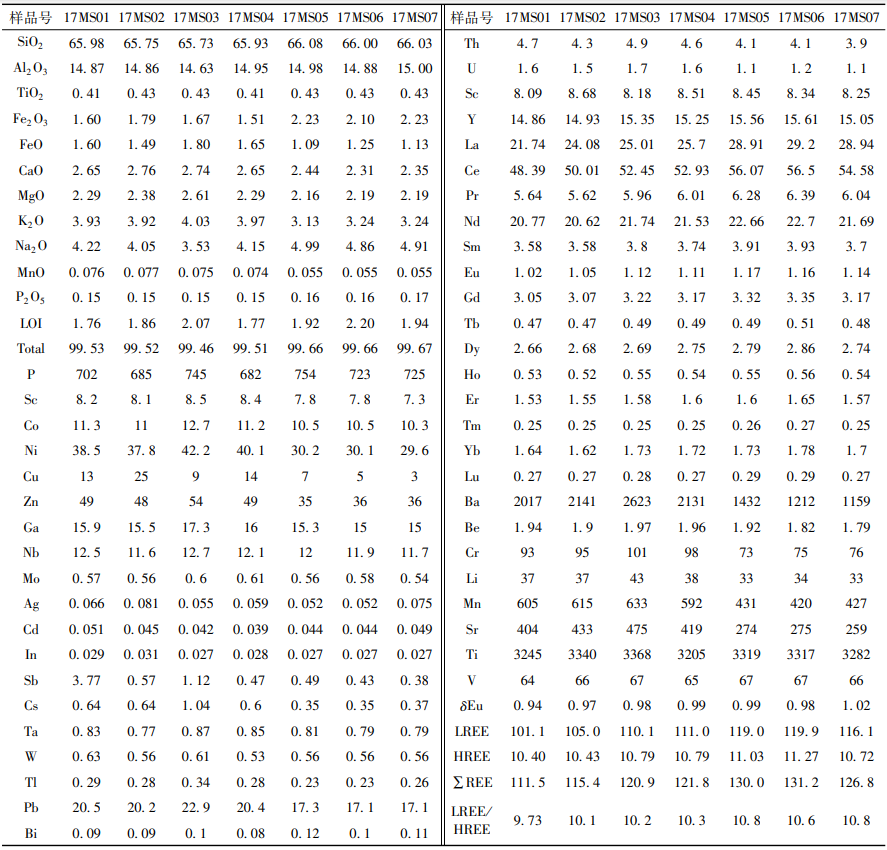 样品号 17MS01 17MS02 17MS03 17MS04 17MS05 17MS06 17MS07 样品号 17MS01 17MS02 17MS03 17MS04 17MS05 17MS06 17MS07
SiO₂ 65.98 65.75 65.73 65.93 66.08 66.00 66.03 Th 4.7 4.3 4.9 4.6 4.1 4.1 3.9
Al₂O₃ 14.87 14.86 14.63 14.95 14.98 14.88 15.00 U 1.6 1.5 1.7 1.6 1.1 1.2 1.1
TiO₂ 0.41 0.43 0.43 0.41 0.43 0.43 0.43 Sc 8.09 8.68 8.18 8.51 8.45 8.34 8.25
Fe₂O₃ 1.60 1.79 1.67 1.51 2.23 2.10 2.23 Y 14.86 14.93 15.35 15.25 15.56 15.61 15.05
FeO 1.60 1.49 1.80 1.65 1.09 1.25 1.13 La 21.74 24.08 25.01 25.7 28.91 29.2 28.94
CaO 2.65 2.76 2.74 2.65 2.44 2.31 2.35 Ce 48.39 50.01 52.45 52.93 56.07 56.5 54.58
MgO 2.29 2.38 2.61 2.29 2.16 2.19 2.19 Pr 5.64 5.62 5.96 6.01 6.28 6.39 6.04
K₂O 3.93 3.92 4.03 3.97 3.13 3.24 3.24 Nd 20.77 20.62 21.74 21.53 22.66 22.7 21.69
Na₂O 4.22 4.05 3.53 4.15 4.99 4.86 4.91 Sm 3.58 3.58 3.8 3.74 3.91 3.93 3.7
MnO 0.076 0.077 0.075 0.074 0.055 0.055 0.055 Eu 1.02 1.05 1.12 1.11 1.17 1.16 1.14
P₂O₅ 0.15 0.15 0.15 0.15 0.16 0.16 0.17 Gd 3.05 3.07 3.22 3.17 3.32 3.35 3.17
LOI 1.76 1.86 2.07 1.77 1.92 2.20 1.94 Tb 0.47 0.47 0.49 0.49 0.49 0.51 0.48
Total 99.53 99.52 99.46 99.51 99.66 99.66 99.67 Dy 2.66 2.68 2.69 2.75 2.79 2.86 2.74
P 702 685 745 682 754 723 725 Ho 0.53 0.52 0.55 0.54 0.55 0.56 0.54
Sc 8.2 8.1 8.5 8.4 7.8 7.8 7.3 Er 1.53 1.55 1.58 1.6 1.6 1.65 1.57
Co 11.3 11 12.7 11.2 10.5 10.5 10.3 Tm 0.25 0.25 0.25 0.25 0.26 0.27 0.25
Ni 38.5 37.8 42.2 40.1 30.2 30.1 29.6 Yb 1.64 1.62 1.73 1.72 1.73 1.78 1.7
Cu 13 25 9 14 7 5 3 Lu 0.27 0.27 0.28 0.27 0.29 0.29 0.27
Zn 49 48 54 49 35 36 36 Ba 2017 2141 2623 2131 1432 1212 1159
Ga 15.9 15.5 17.3 16 15.3 15 15 Be 1.94 1.9 1.97 1.96 1.92 1.82 1.79
Nb 12.5 11.6 12.7 12.1 12 11.9 11.7 Cr 93 95 101 98 73 75 76
Mo 0.57 0.56 0.6 0.61 0.56 0.58 0.54 Li 37 37 43 38 33 34 33
Ag 0.066 0.081 0.055 0.059 0.052 0.052 0.075 Mn 605 615 633 592 431 420 427
Cd 0.051 0.045 0.042 0.039 0.044 0.044 0.049 Sr 404 433 475 419 274 275 259
In 0.029 0.031 0.027 0.028 0.027 0.027 0.027 Ti 3245 3340 3368 3205 3319 3317 3282
Sb 3.77 0.57 1.12 0.47 0.49 0.43 0.38 V 64 66 67 65 67 67 66
Cs 0.64 0.64 1.04 0.6 0.35 0.35 0.37 δEu 0.94 0.97 0.98 0.99 0.99 0.98 1.02
Ta 0.83 0.77 0.87 0.85 0.81 0.79 0.79 LREE 101.1 105.0 110.1 111.0 119.0 119.9 116.1
W 0.63 0.56 0.61 0.53 0.56 0.56 0.56 HREE 10.40 10.43 10.79 10.79 11.03 11.27 10.72
Tl 0.29 0.28 0.34 0.28 0.23 0.23 0.26 ∑REE 111.5 115.4 120.9 121.8 130.0 131.2 126.8
Pb 20.5 20.2 22.9 20.4 17.3 17.1 17.1 LREE/HREE 9.73 10.1 10.2 10.3 10.8 10.6 10.8
Bi 0.09 0.09 0.1 0.08 0.12 0.1 0.11